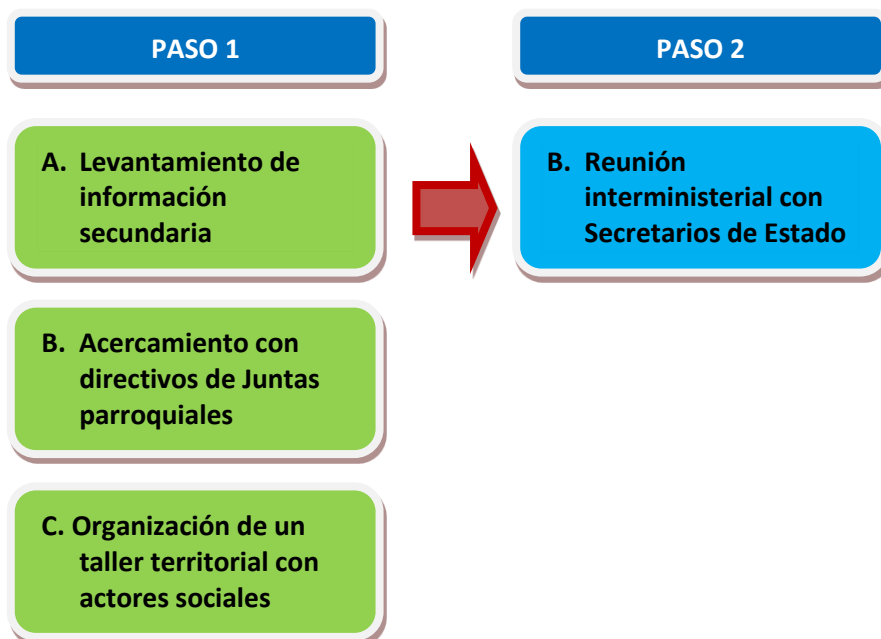 PASO 1
A. Levantamiento de
información
secundaria
B. Acercamiento con
directivos de Juntas
parroquiales
C. Organización de un
taller territorial con
actores sociales
PASO 2
B. Reunión
interministerial con
Secretarios de Estado